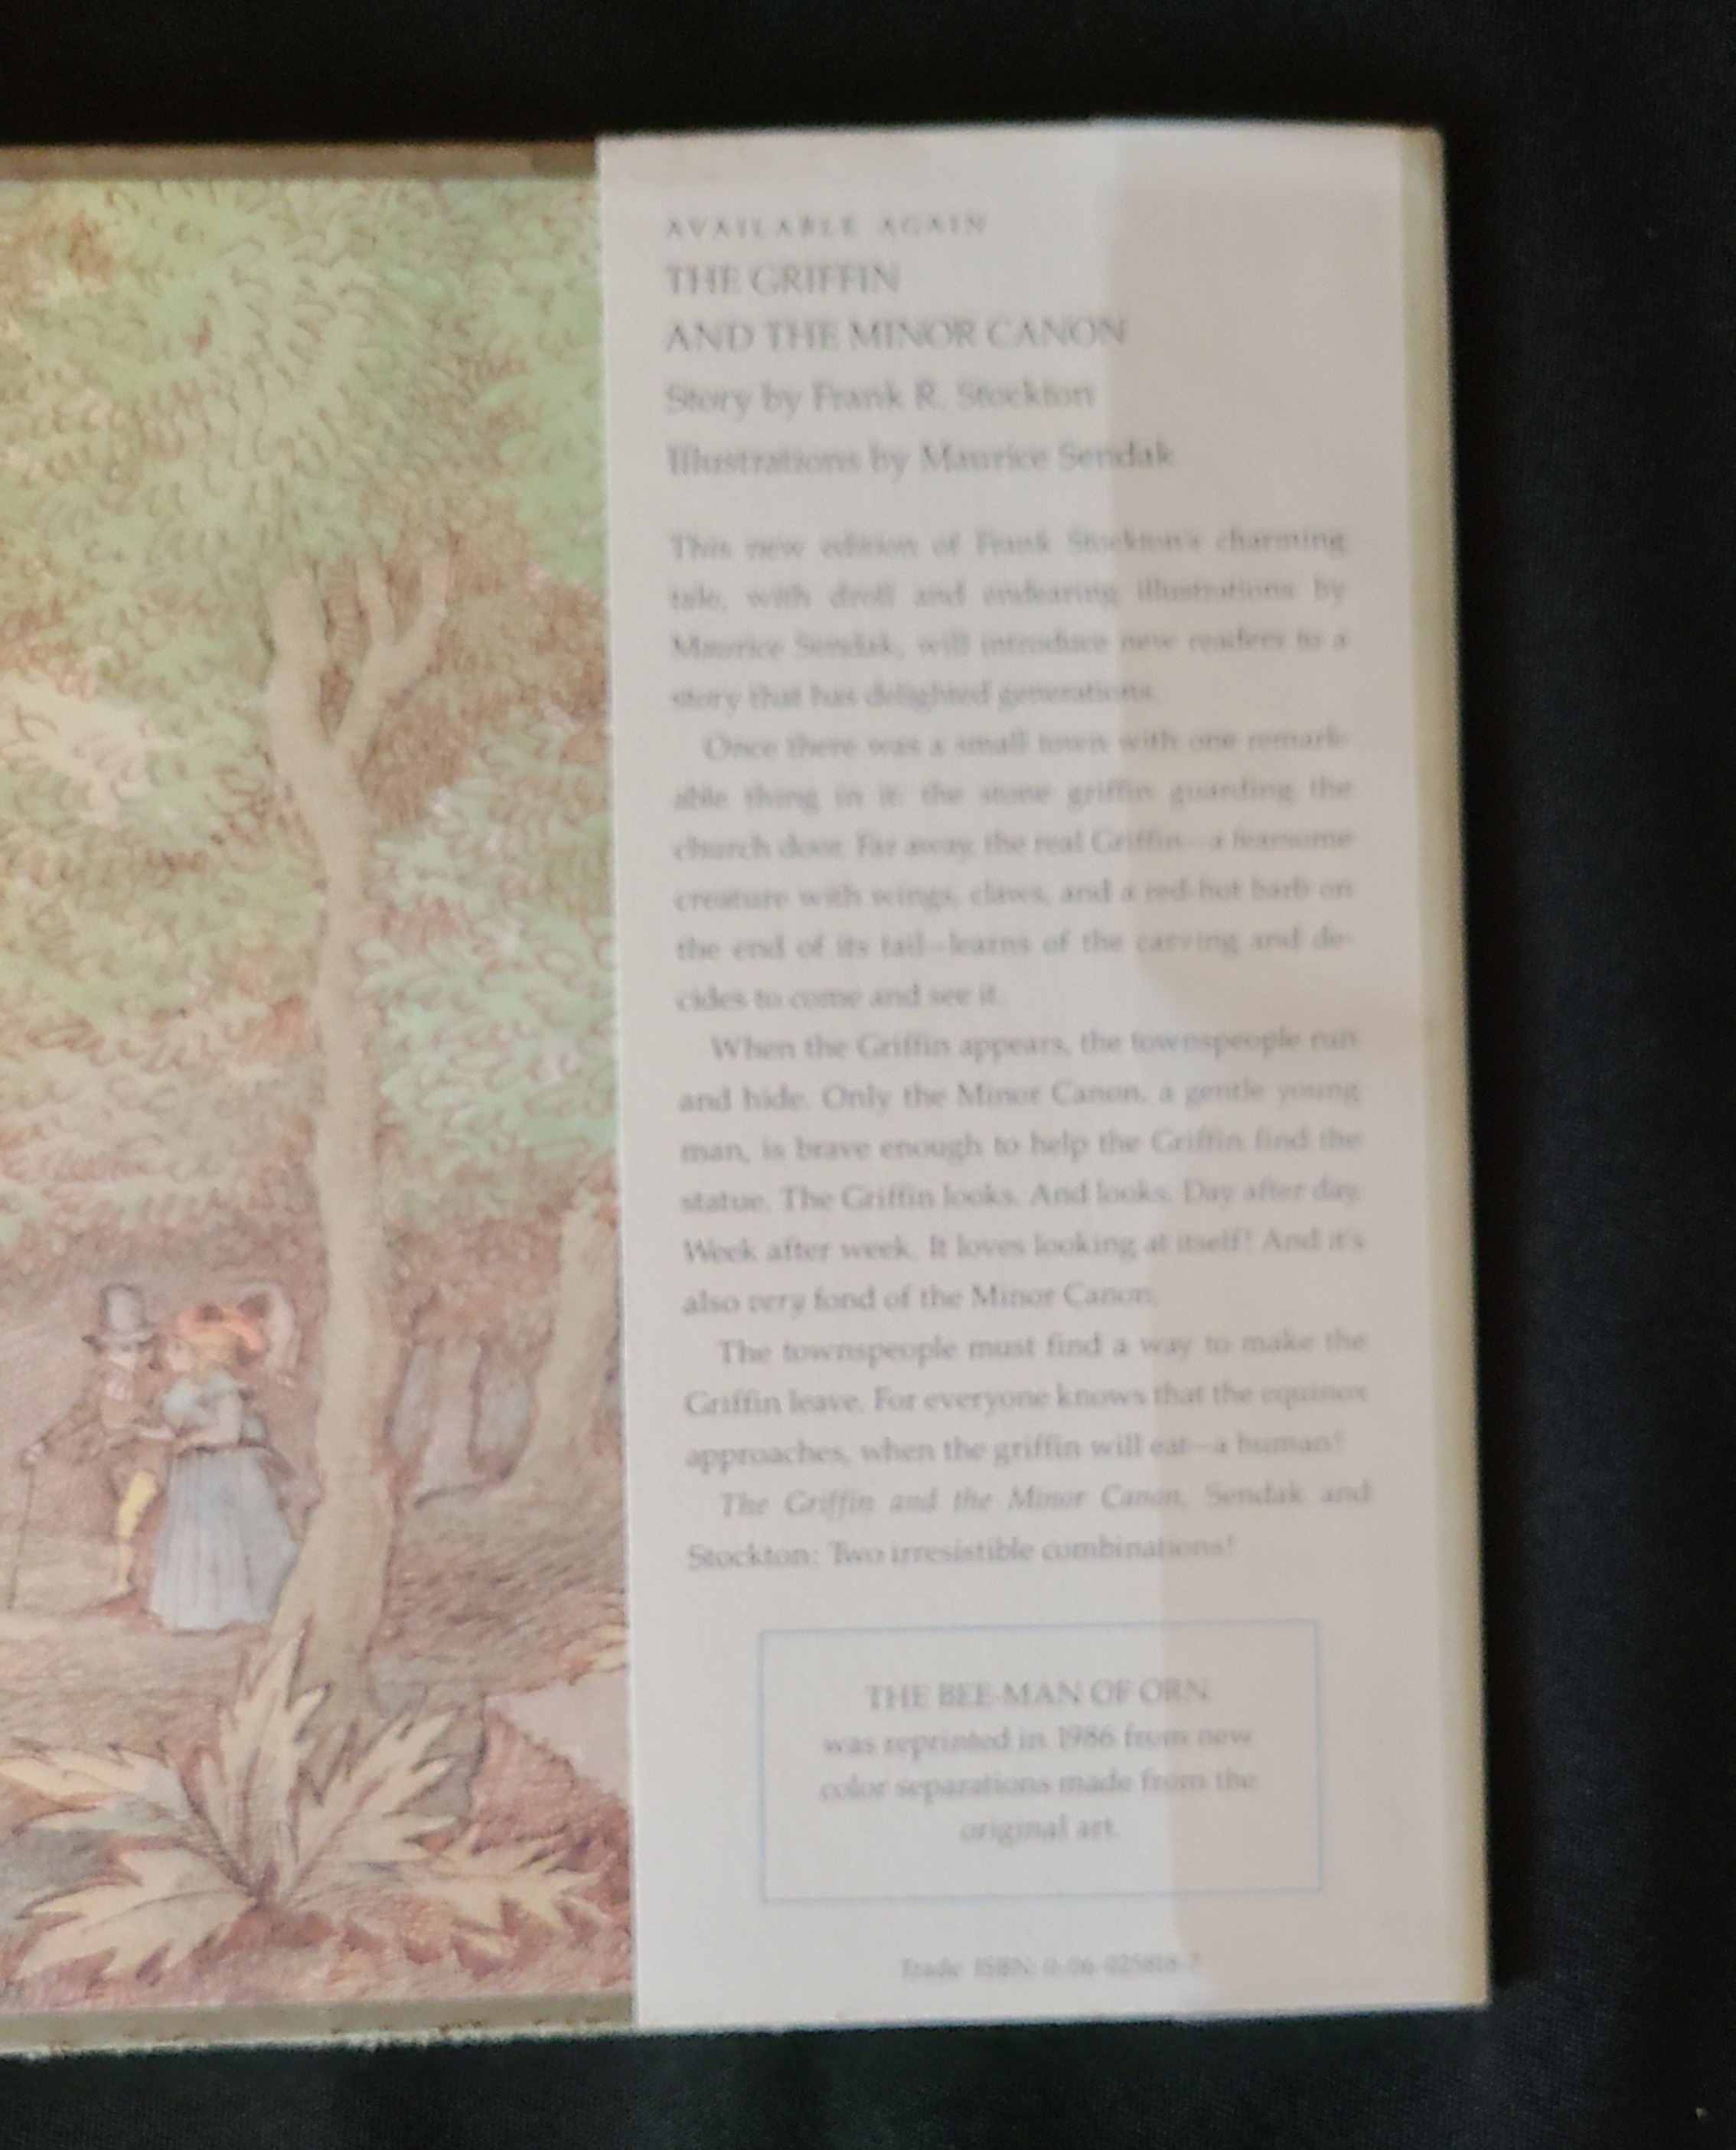 AVAILABLE AGAIN
THE GRIFFIN
AND THE MINOR CANON
Story by Frank R. Stockton
Illustrations by Maurice Sendak
This new edition of Frank Stockton's charming
tale, with droll and endearing illustrations by
Maurice Sendak, will introduce new readers to a
story that has delighted generations.
Once there was a small town with one remark-
able thing in it: the stone griffin guarding the
church door. Far away, the real Griffin—a fearsome
creature with wings, claws, and a red-hot barb on
the end of its tail—learns of the carving and de-
cides to come and see it.
When the Griffin appears, the townspeople run
and hide. Only the Minor Canon, a gentle young
man, is brave enough to help the Griffin find the
statue. The Griffin looks. And looks. Day after day.
Week after week. It loves looking at itself! And it's
also very fond of the Minor Canon.
The townspeople must find a way to make the
Griffin leave. For everyone knows that the equinox
approaches, when the griffin will eat—a human!
The Griffin and the Minor Canon, Sendak and
Stockton: Two irresistible combinations!
THE BEE-MAN OF ORN
was reprinted in 1986 from new
color separations made from the
original art.
Trade ISBN: 0-06-025818-7